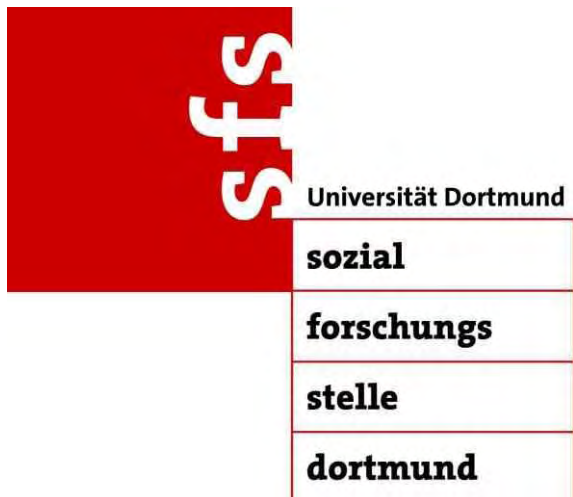 sfs
Universität Dortmund
sozial
forschungs
stelle
dortmund